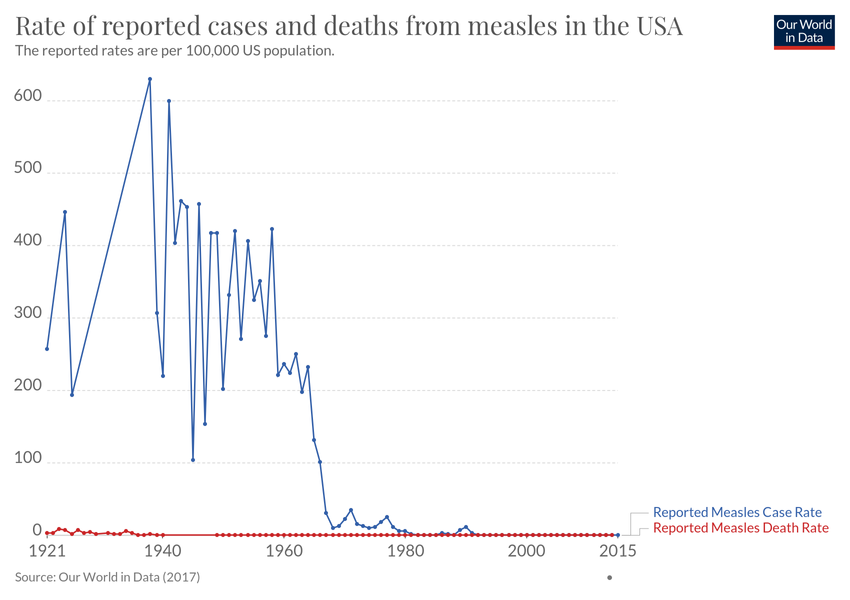 Rate of reported cases and deaths from measles in the USA
Our World
in Data
The reported rates are per 100,000 US population.
600
500
400
300
200
100
0
1921
1940
1960
1980
2000
2015
Reported Measles Case Rate
Reported Measles Death Rate
Source: Our World in Data (2017)